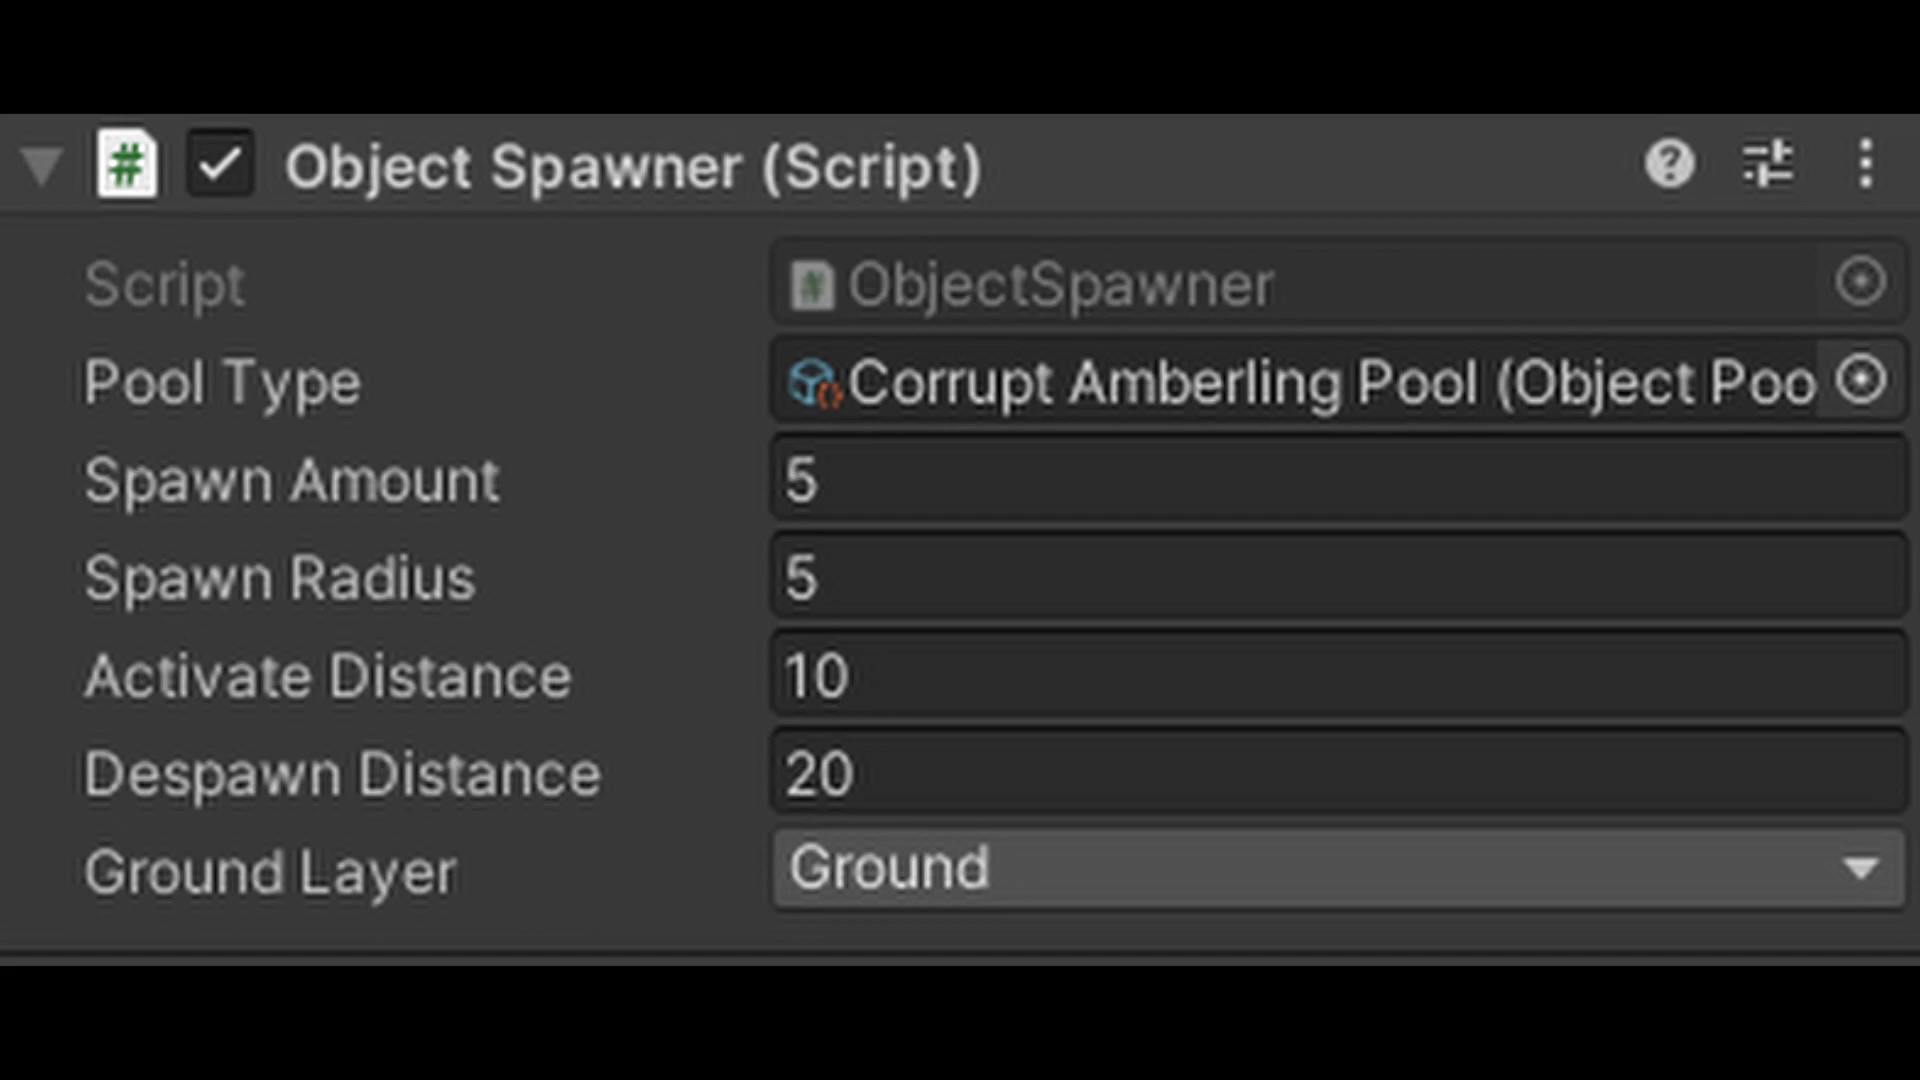 Object Spawner (Script)
Script ObjectSpawner
Pool Type Corrupt Amberling Pool (Object Poo
Spawn Amount 5
Spawn Radius 5
Activate Distance 10
Despawn Distance 20
Ground Layer Ground